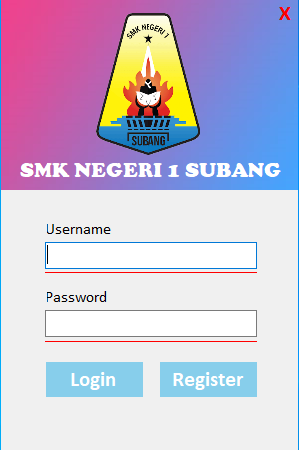 X
SMK NEGERI 1
SUBANG
SMK NEGERI 1 SUBANG
Username
Password
Login
Register